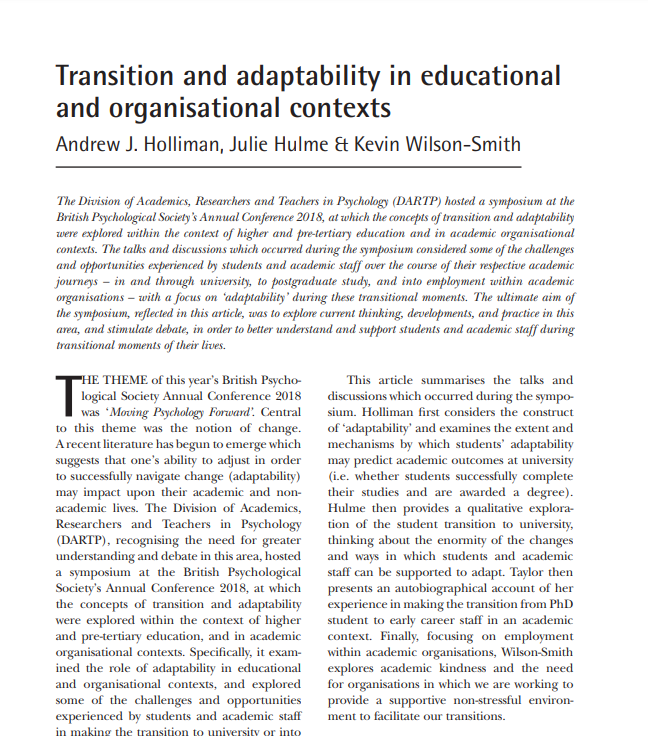 Transition and adaptability in educational
and organisational contexts
Andrew J. Holliman, Julie Hulme & Kevin Wilson-Smith
The Division of Academics, Researchers and Teachers in Psychology (DARTP) hosted a symposium at the
British Psychological Society's Annual Conference 2018, at which the concepts of transition and adaptability
were explored within the context of higher and pre-tertiary education and in academic organisational
contexts. The talks and discussions which occurred during the symposium considered some of the challenges
and opportunities experienced by students and academic staff over the course of their respective academic
journeys – in and through university, to postgraduate study, and into employment within academic
organisations – with a focus on 'adaptability' during these transitional moments. The ultimate aim of
the symposium, reflected in this article, was to explore current thinking, developments, and practice in this
area, and stimulate debate, in order to better understand and support students and academic staff during
transitional moments of their lives.
THE THEME of this year's British Psycho-
logical Society Annual Conference 2018
was 'Moving Psychology Forward'. Central
to this theme was the notion of change.
A recent literature has begun to emerge which
suggests that one's ability to adjust in order
to successfully navigate change (adaptability)
may impact upon their academic and non-
academic lives. The Division of Academics,
Researchers and Teachers in Psychology
(DARTP), recognising the need for greater
understanding and debate in this area, hosted
a symposium at the British Psychological
Society's Annual Conference 2018, at which
the concepts of transition and adaptability
were explored within the context of higher
and pre-tertiary education, and in academic
organisational contexts. Specifically, it exam-
ined the role of adaptability in educational
and organisational contexts, and explored
some of the challenges and opportunities
experienced by students and academic staff
in making the transition to university or into
This article summarises the talks and
discussions which occurred during the sympo-
sium. Holliman first considers the construct
of 'adaptability' and examines the extent and
mechanisms by which students' adaptability
may predict academic outcomes at university
(i.e. whether students successfully complete
their studies and are awarded a degree).
Hulme then provides a qualitative explora-
tion of the student transition to university,
thinking about the enormity of the changes
and ways in which students and academic
staff can be supported to adapt. Taylor then
presents an autobiographical account of her
experience in making the transition from PhD
student to early career staff in an academic
context. Finally, focusing on employment
within academic organisations, Wilson-Smith
explores academic kindness and the need
for organisations in which we are working to
provide a supportive non-stressful environ-
ment to facilitate our transitions.